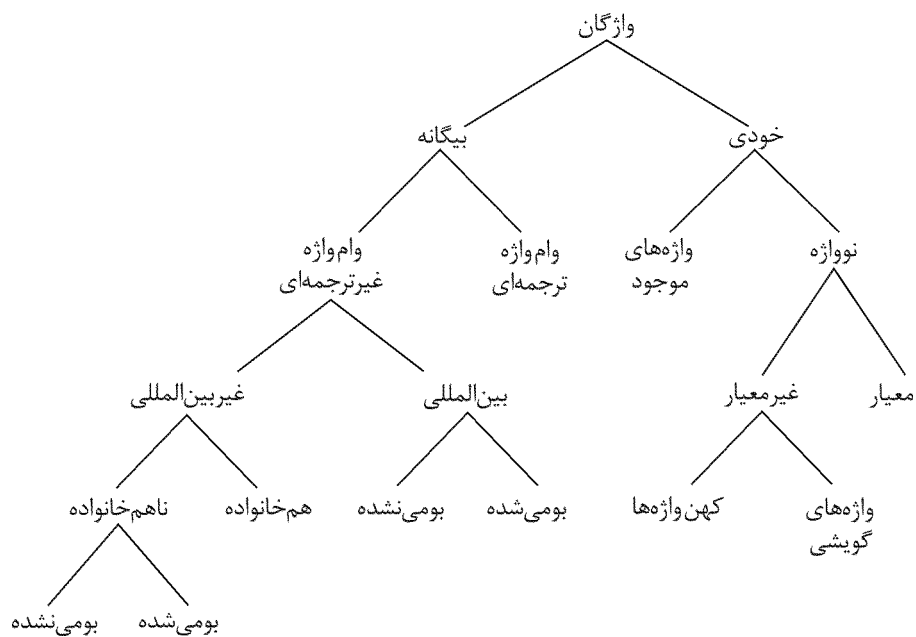 واژگان
خودی
بیگانه
نوواژه
واژه‌های
موجود
وام‌واژه
ترجمه‌ای
وام‌واژه
غیرترجمه‌ای
معیار
غیرمعیار
بین‌المللی
غیربین‌المللی
واژه‌های
گویشی
کهن‌واژه‌ها
بومی‌شده
بومی‌نشده
هم‌خانواده
ناهم‌خانواده
بومی‌شده
بومی‌نشده